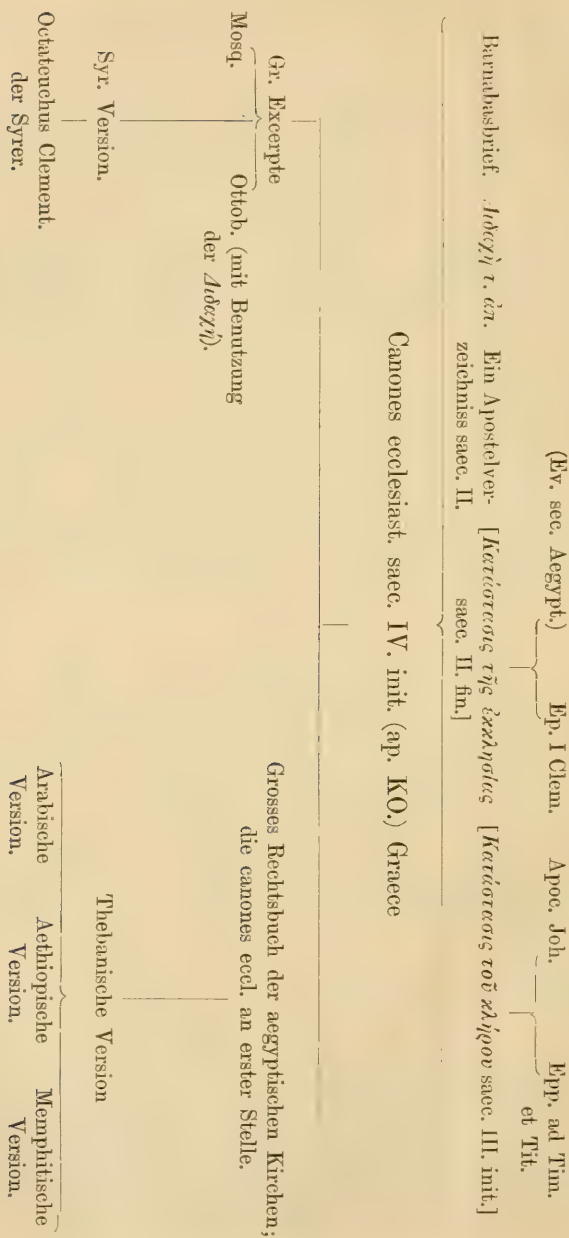 (Ev. sec. Aegypt.) Ep. I Clem. Apoc. Joh. Epp. ad Tim.
et Tit.
Barnabasbrief. Διδαχὴ τ. ἀπ. Ein Apostelver- [Κατάστασις τῆς ἐκκλησίας [Κατάστασις τοῦ κλήρου saec. III. init.]
zeichniss saec. II. saec. II. fin.]
Canones ecclesiast. saec. IV. init. (ap. KO.) Graece
Gr. Excerpte
Mosq. Ottob. (mit Benutzung
der Διδαχή).
Syr. Version.
Octateuchus Clement.
der Syrer.
Grosses Rechtsbuch der aegyptischen Kirchen;
die canones eccl. an erster Stelle.
Thebanische Version
Arabische Aethiopische Memphitische
Version. Version. Version.